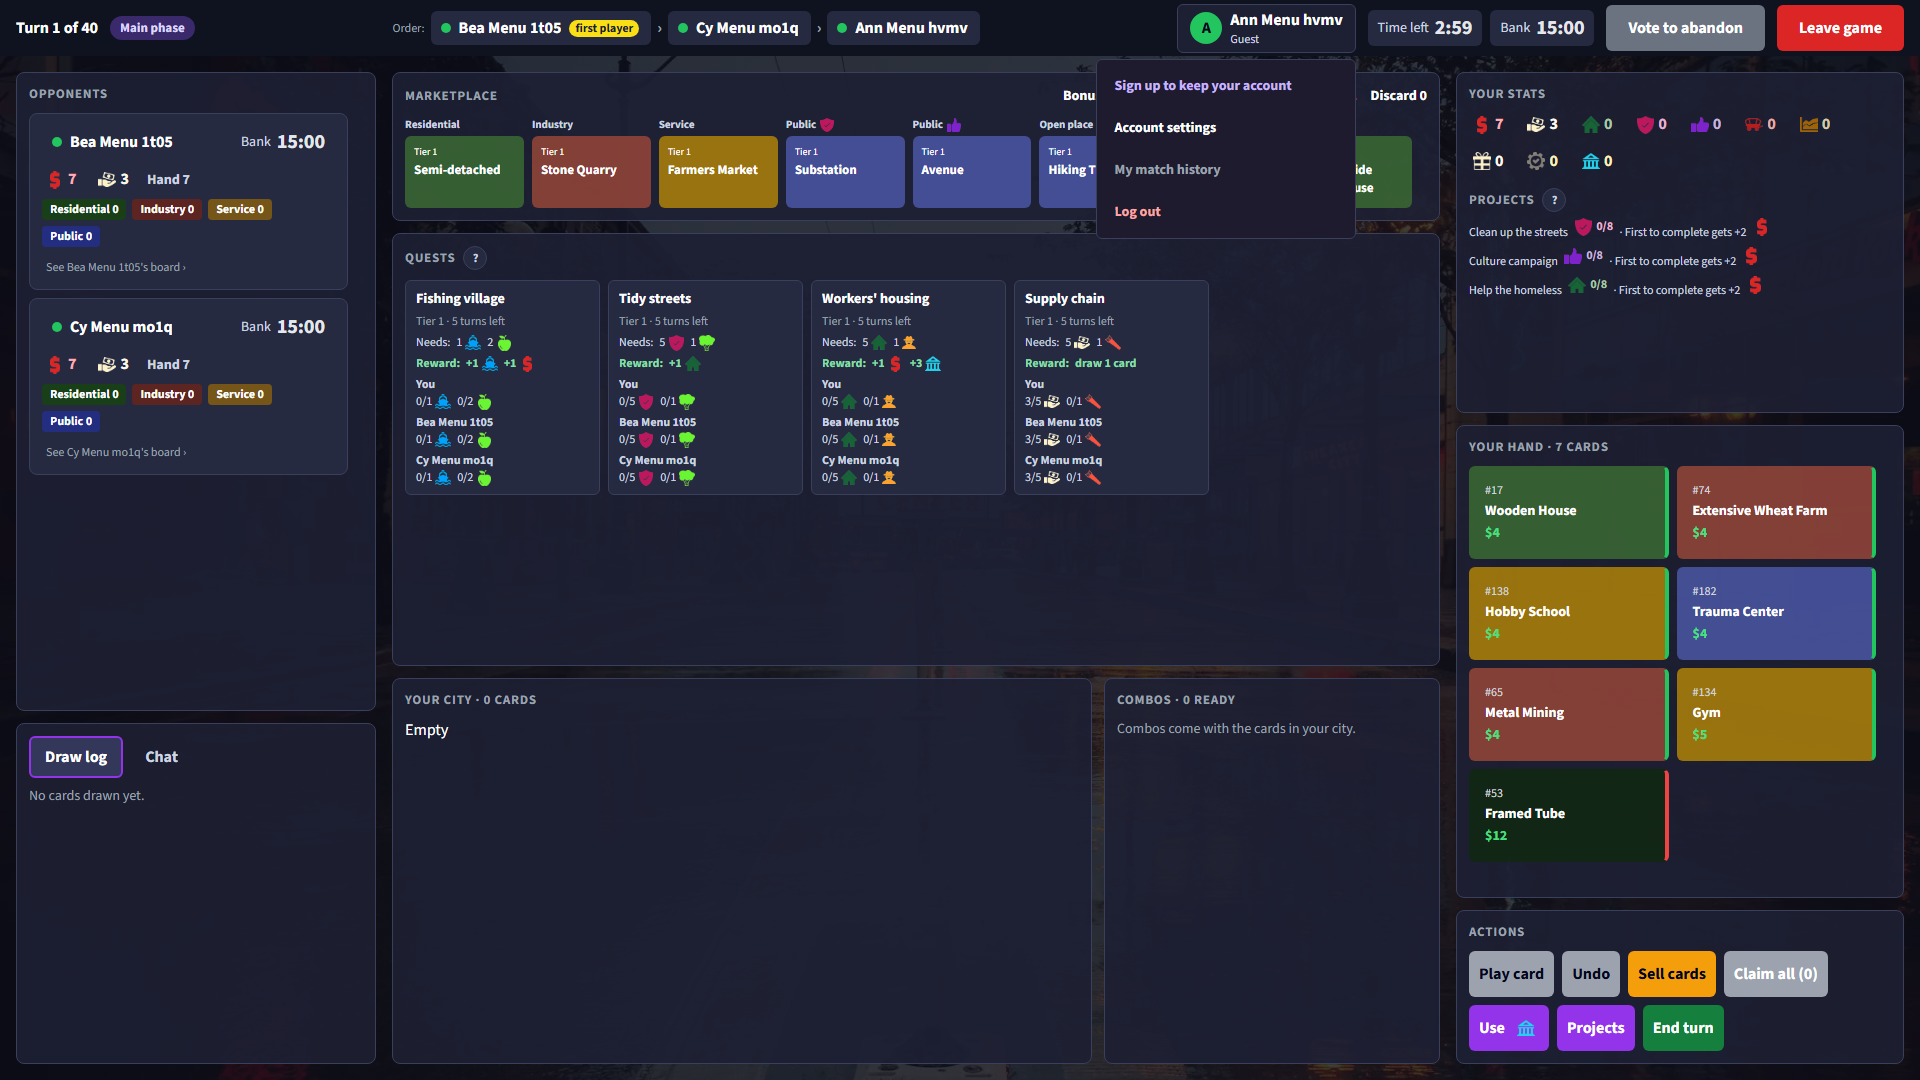 Turn 1 of 40 Main phase
Order: Bea Menu 1t05 first player › Cy Menu mo1q › Ann Menu hvmv
A Ann Menu hvmv
Guest
Time left 2:59 Bank 15:00 Vote to abandon Leave game
Sign up to keep your account
Account settings
My match history
Log out
OPPONENTS
Bea Menu 1t05 Bank 15:00
7 3 Hand 7
Residential 0 Industry 0 Service 0
Public 0
See Bea Menu 1t05's board ›
Cy Menu mo1q Bank 15:00
7 3 Hand 7
Residential 0 Industry 0 Service 0
Public 0
See Cy Menu mo1q's board ›
Draw log Chat
No cards drawn yet.
MARKETPLACE Bonu Discard 0
Residential Industry Service Public Public Open place
Tier 1 Tier 1 Tier 1 Tier 1 Tier 1 Tier 1
Semi-detached Stone Quarry Farmers Market Substation Avenue Hiking T ide
use
QUESTS ?
Fishing village
Tier 1 · 5 turns left
Needs: 1 2
Reward: +1 +1
You
0/1 0/2
Bea Menu 1t05
0/1 0/2
Cy Menu mo1q
0/1 0/2
Tidy streets
Tier 1 · 5 turns left
Needs: 5 1
Reward: +1
You
0/5 0/1
Bea Menu 1t05
0/5 0/1
Cy Menu mo1q
0/5 0/1
Workers' housing
Tier 1 · 5 turns left
Needs: 5 1
Reward: +1 +3
You
0/5 0/1
Bea Menu 1t05
0/5 0/1
Cy Menu mo1q
0/5 0/1
Supply chain
Tier 1 · 5 turns left
Needs: 5 1
Reward: draw 1 card
You
3/5 0/1
Bea Menu 1t05
3/5 0/1
Cy Menu mo1q
3/5 0/1
YOUR CITY · 0 CARDS
Empty
COMBOS · 0 READY
Combos come with the cards in your city.
YOUR STATS
7 3 0 0 0 0 0
0 0 0
PROJECTS ?
Clean up the streets 0/8 · First to complete gets +2
Culture campaign 0/8 · First to complete gets +2
Help the homeless 0/8 · First to complete gets +2
YOUR HAND · 7 CARDS
#17
Wooden House
$4
#74
Extensive Wheat Farm
$4
#138
Hobby School
$4
#182
Trauma Center
$4
#65
Metal Mining
$4
#134
Gym
$5
#53
Framed Tube
$12
ACTIONS
Play card Undo Sell cards Claim all (0)
Use Projects End turn